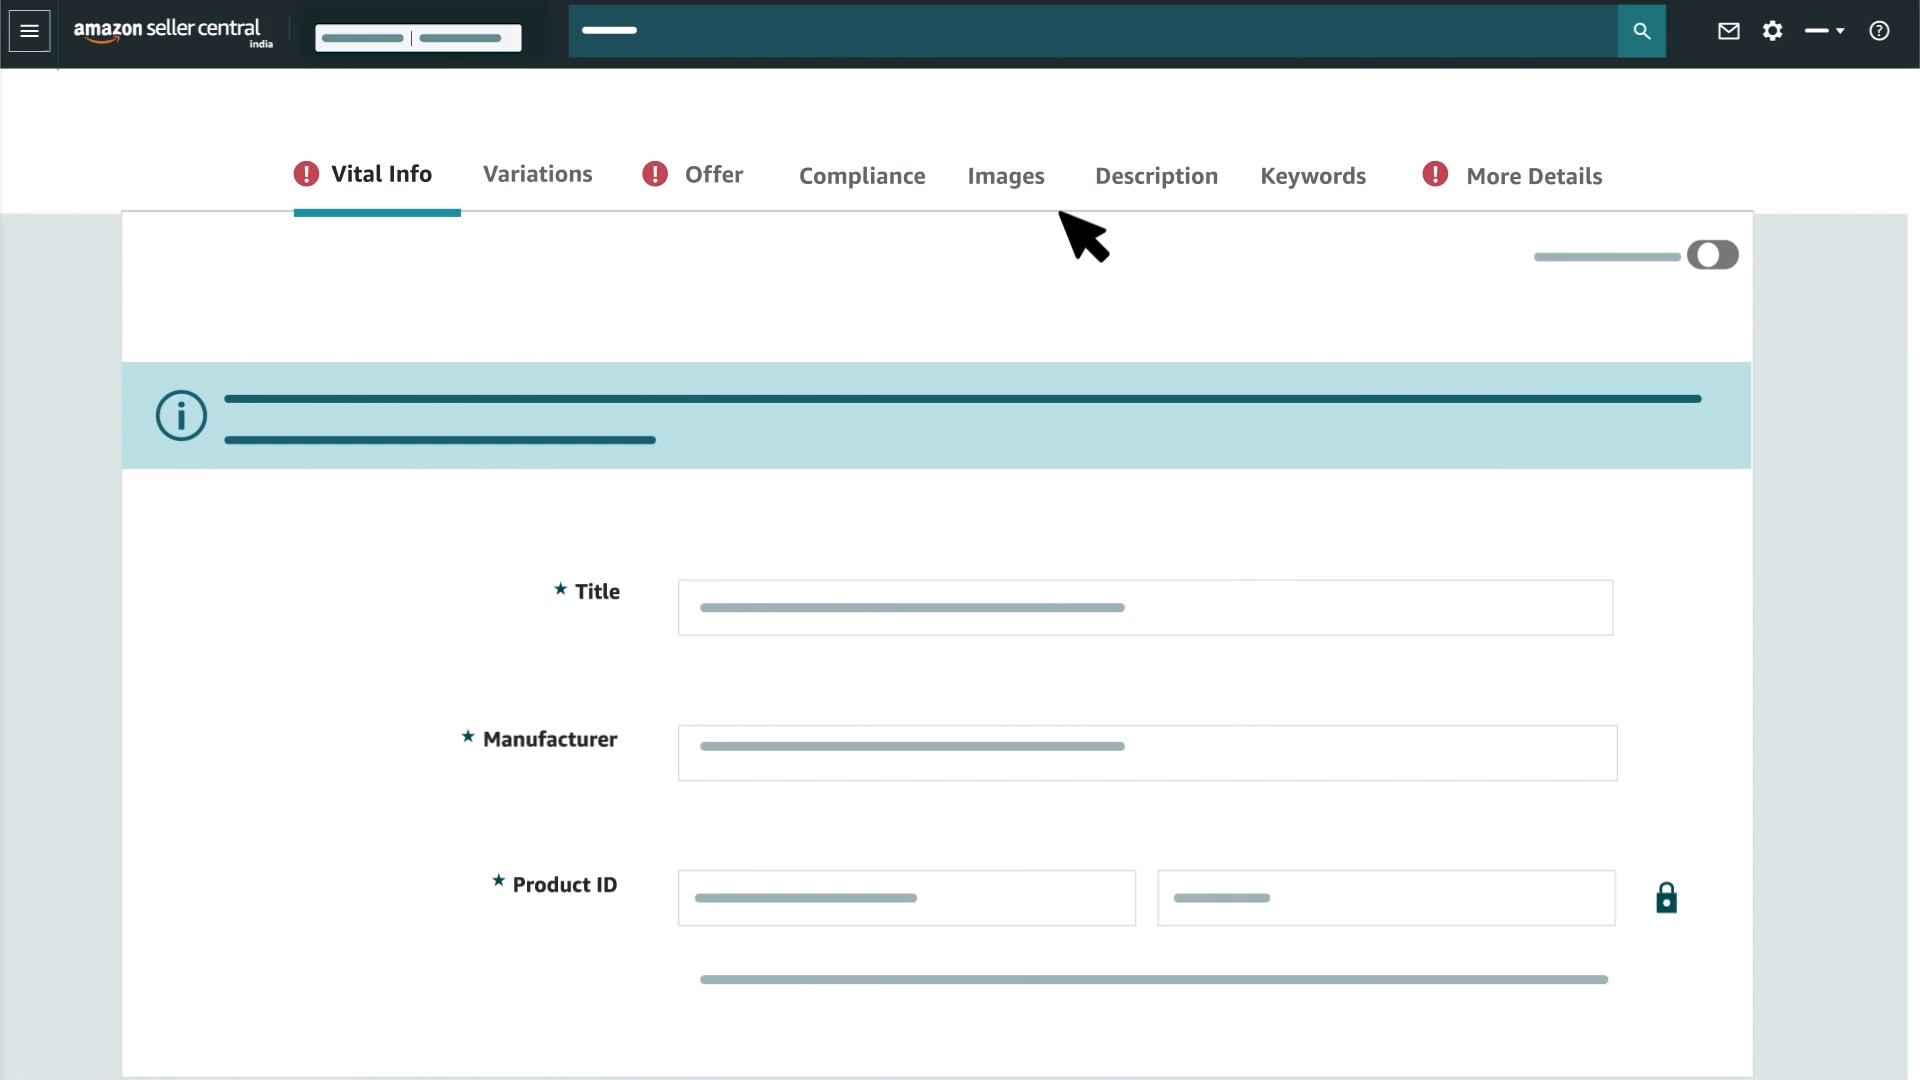 amazon seller central
india
Vital Info Variations Offer Compliance Images Description Keywords More Details
Title
Manufacturer
Product ID